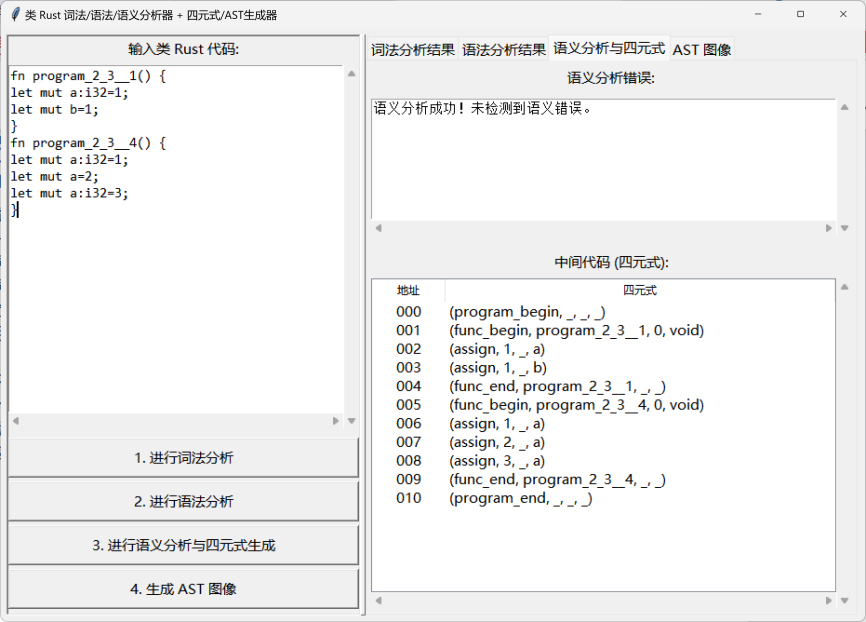 类 Rust 词法/语法/语义分析器 + 四元式/AST生成器
输入类 Rust 代码:
fn program_2_3__1() {
let mut a:i32=1;
let mut b=1;
}
fn program_2_3__4() {
let mut a:i32=1;
let mut a=2;
let mut a:i32=3;
}
1. 进行词法分析
2. 进行语法分析
3. 进行语义分析与四元式生成
4. 生成 AST 图像
词法分析结果 语法分析结果 语义分析与四元式 AST 图像
语义分析错误:
语义分析成功! 未检测到语义错误。
中间代码 (四元式):
地址 四元式
000 (program_begin, _, _, _)
001 (func_begin, program_2_3__1, 0, void)
002 (assign, 1, _, a)
003 (assign, 1, _, b)
004 (func_end, program_2_3__1, _, _)
005 (func_begin, program_2_3__4, 0, void)
006 (assign, 1, _, a)
007 (assign, 2, _, a)
008 (assign, 3, _, a)
009 (func_end, program_2_3__4, _, _)
010 (program_end, _, _, _)